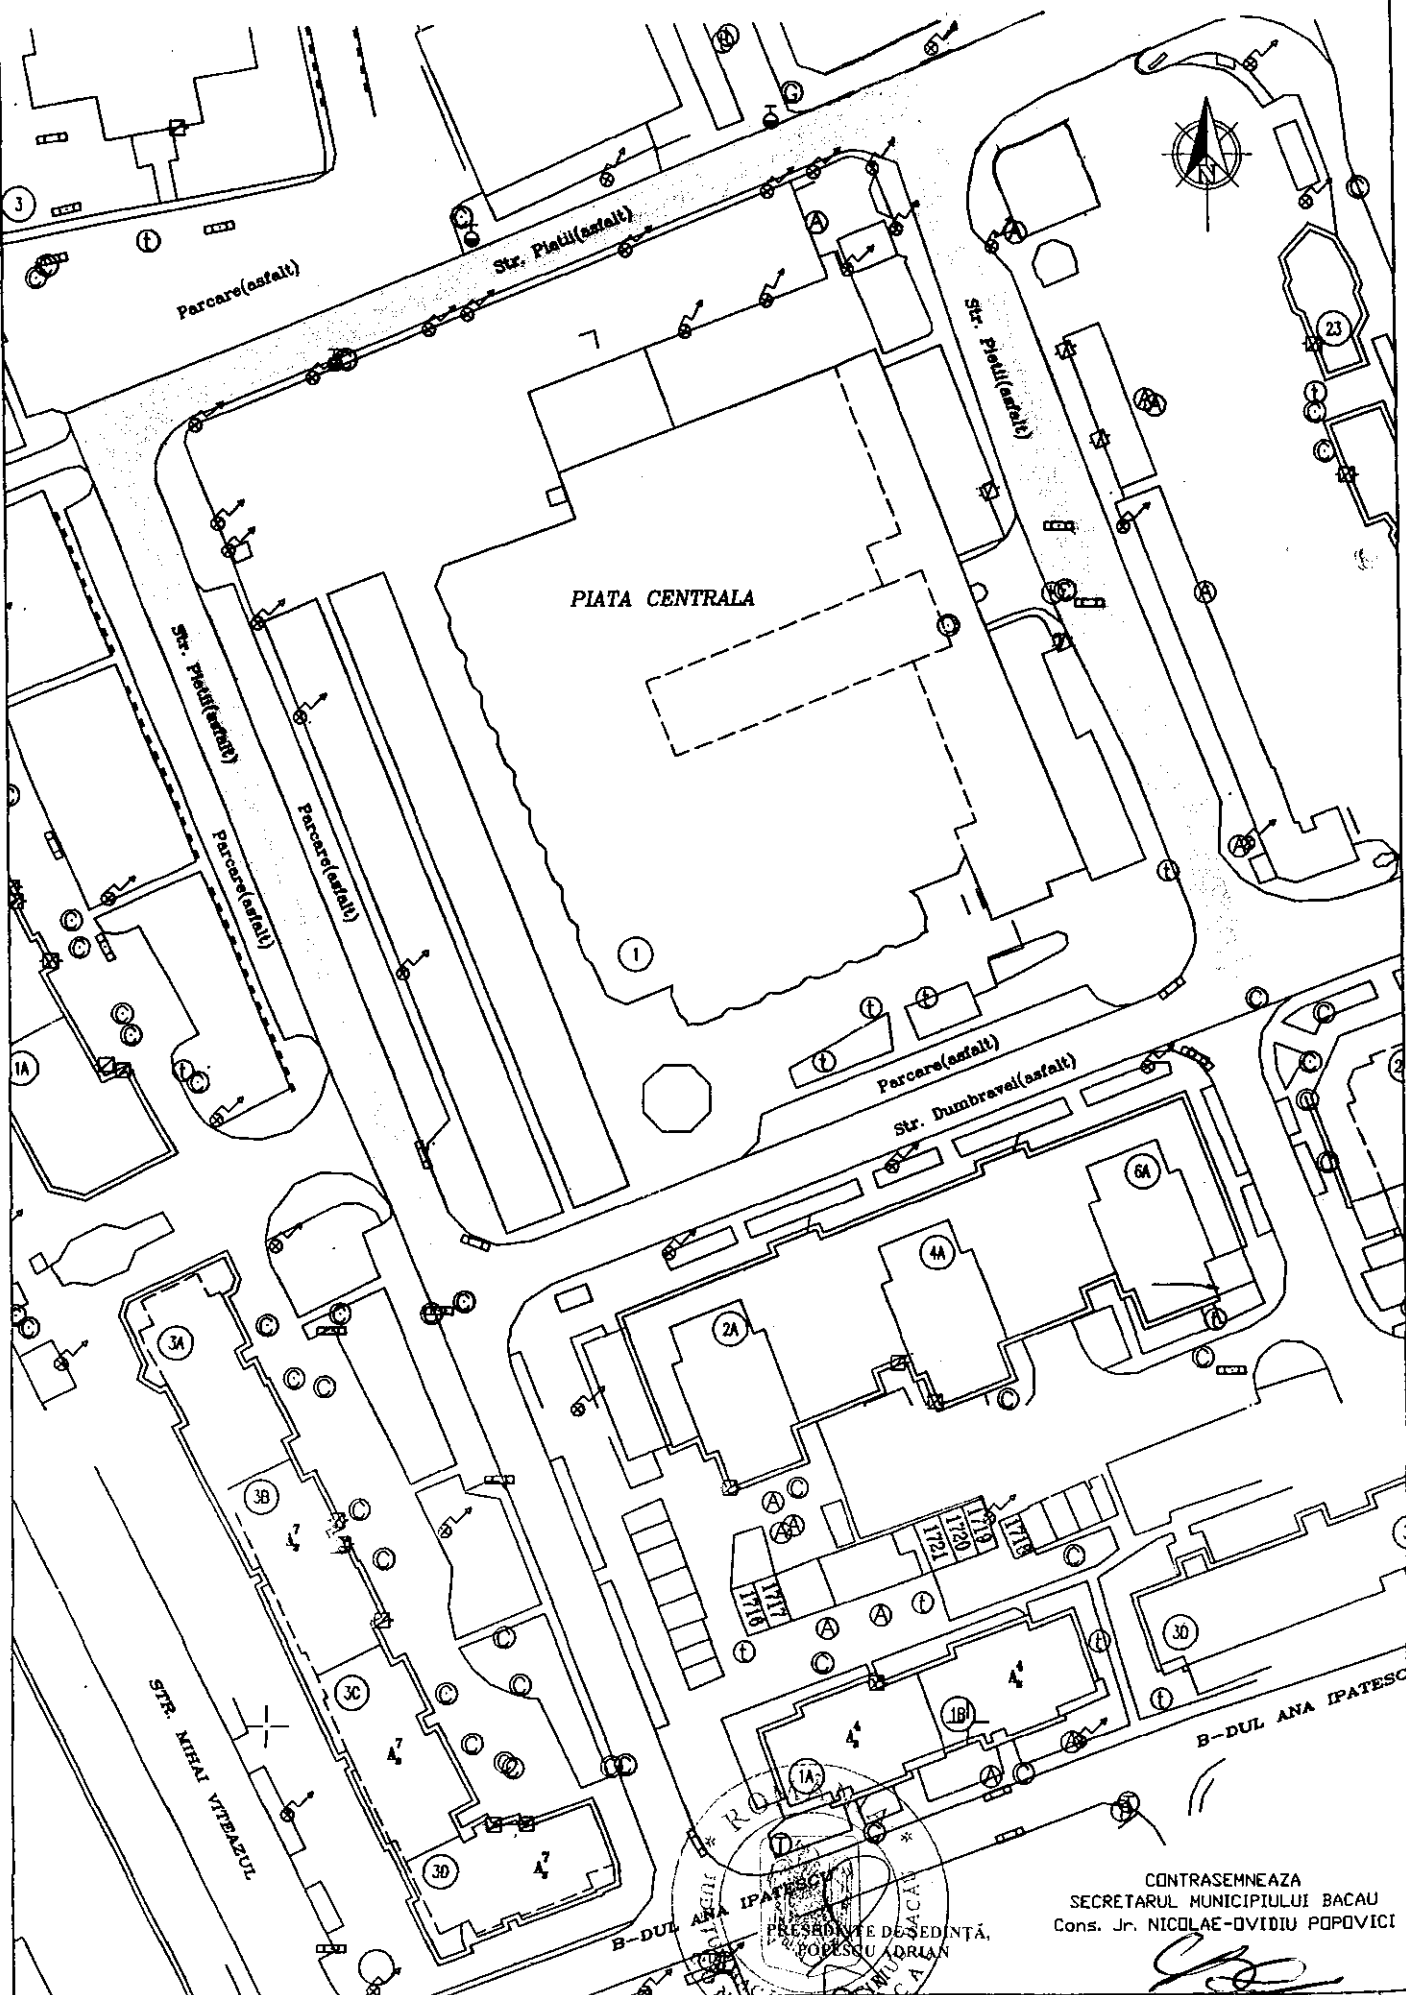 3
Parcare(asfalt)
Str. Pietii(asfalt)
N
23
Str. Pietii(asfalt)
PIATA CENTRALA
Str. Pietii(asfalt)
Parcare(asfalt)
Parcare(asfalt)
1
1A
Parcare(asfalt)
Str. Dumbravei(asfalt)
6A
4A
2A
3A
3B
1721
1720
1719
1718
1716
1717
3C
3D
1B
1A
3D
STR. MIHAI VITEAZUL
B-DUL ANA IPATESC
B-DUL ANA IPATESCU
PRESEDINTE DE SEDINȚĂ,
POPESCU ADRIAN
CONTRASEMNEAZA
SECRETARUL MUNICIPIULUI BACAU
Cons. Jr. NICOLAE-OVIDIU POPOVICI